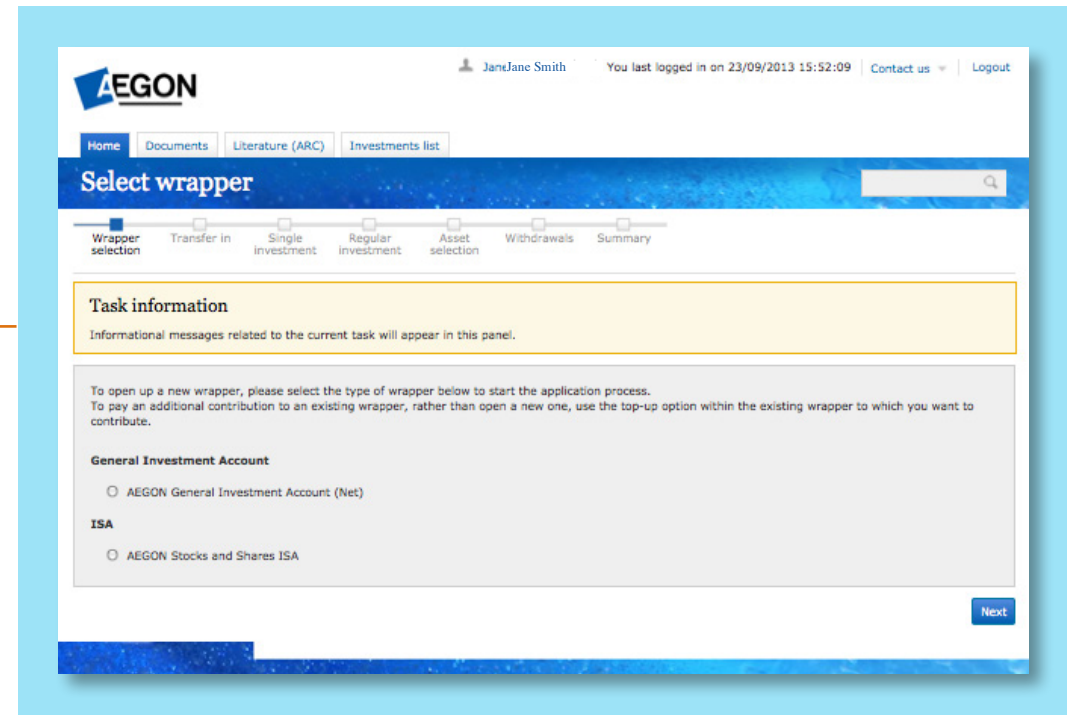 AEGON
JaneJane Smith You last logged in on 23/09/2013 15:52:09 Contact us Logout
Home Documents Literature (ARC) Investments list
Select wrapper
Wrapper selection
Transfer in
Single investment
Regular investment
Asset selection
Withdrawals
Summary
Task information
Informational messages related to the current task will appear in this panel.
To open up a new wrapper, please select the type of wrapper below to start the application process.
To pay an additional contribution to an existing wrapper, rather than open a new one, use the top-up option within the existing wrapper to which you want to
contribute.
General Investment Account
AEGON General Investment Account (Net)
ISA
AEGON Stocks and Shares ISA
Next